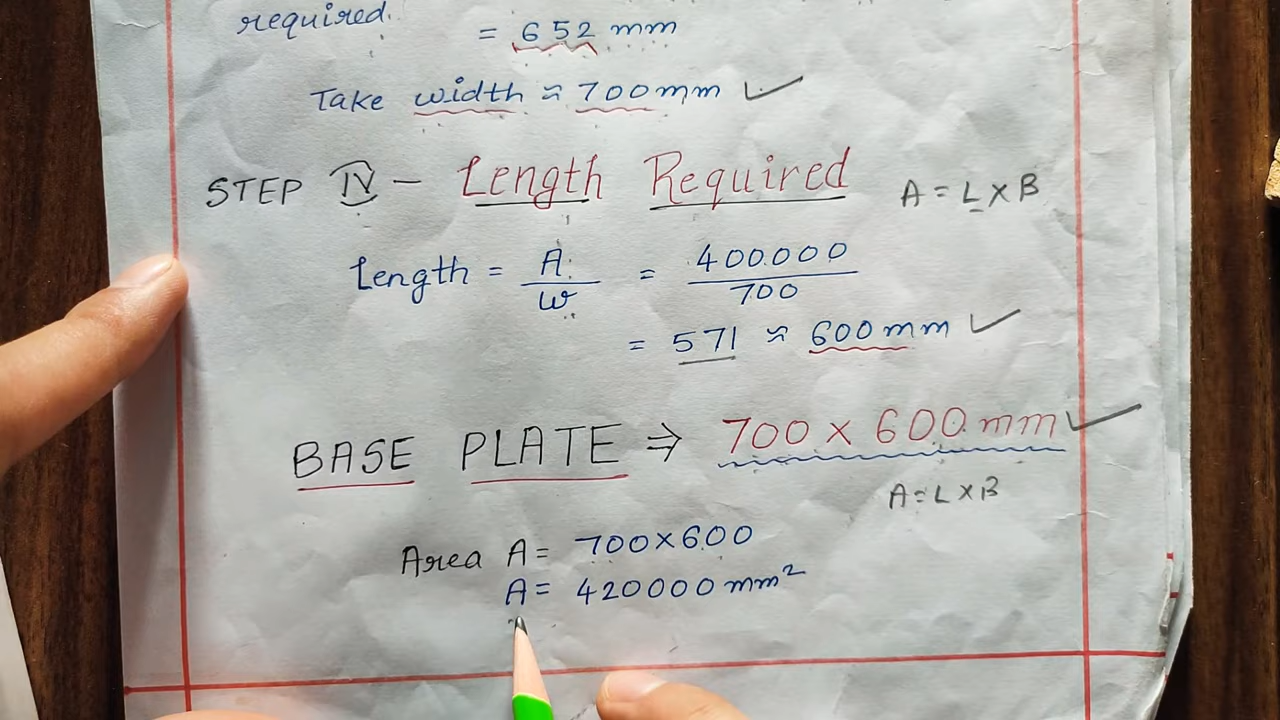 required.
= 652 mm
Take width ≈ 700mm ✓
STEP IV - Length Required
A = L X B
Length = A / W = 400000 / 700
= 571 ≈ 600mm ✓
BASE PLATE ⇒ 700 x 600 mm ✓
A = L X B
Area A = 700 x 600
A = 420000 mm²